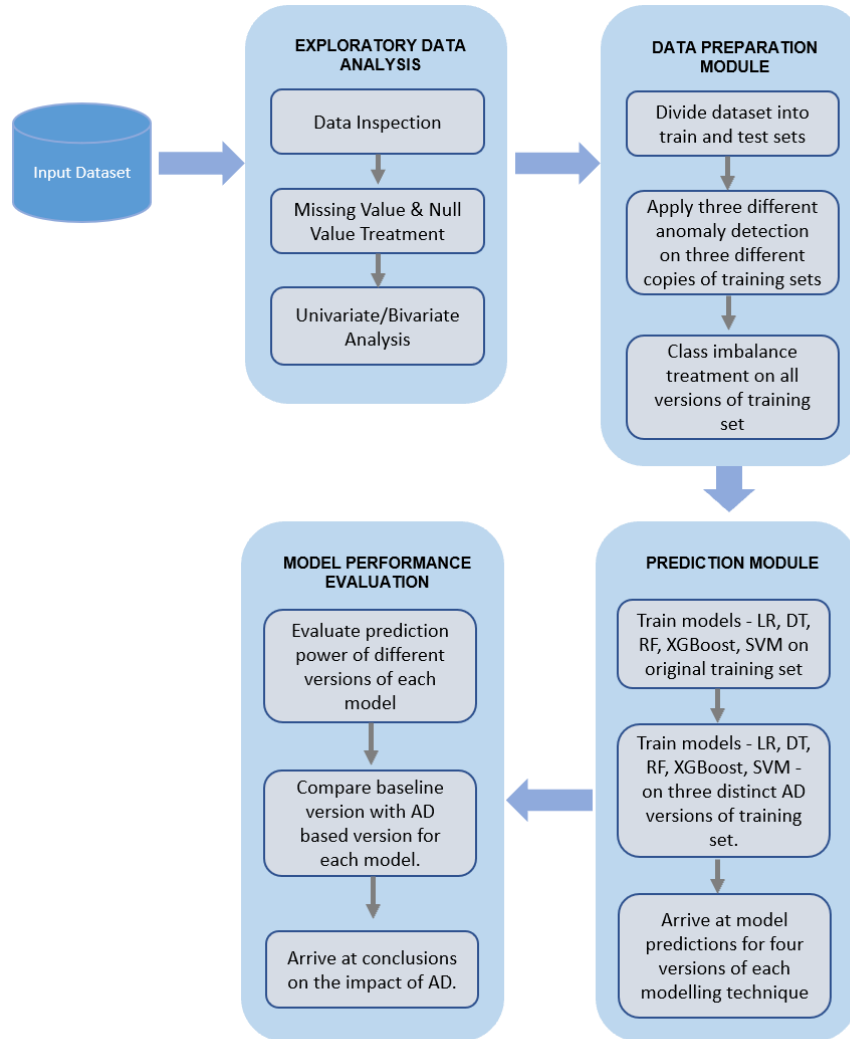 Input Dataset
EXPLORATORY DATA
ANALYSIS
Data Inspection
Missing Value & Null
Value Treatment
Univariate/Bivariate
Analysis
DATA PREPARATION
MODULE
Divide dataset into
train and test sets
Apply three different
anomaly detection
on three different
copies of training sets
Class imbalance
treatment on all
versions of training
set
PREDICTION MODULE
Train models - LR, DT,
RF, XGBoost, SVM on
original training set
Train models - LR, DT,
RF, XGBoost, SVM -
on three distinct AD
versions of training
set.
Arrive at model
predictions for four
versions of each
modelling technique
MODEL PERFORMANCE
EVALUATION
Evaluate prediction
power of different
versions of each
model
Compare baseline
version with AD
based version for
each model.
Arrive at conclusions
on the impact of AD.